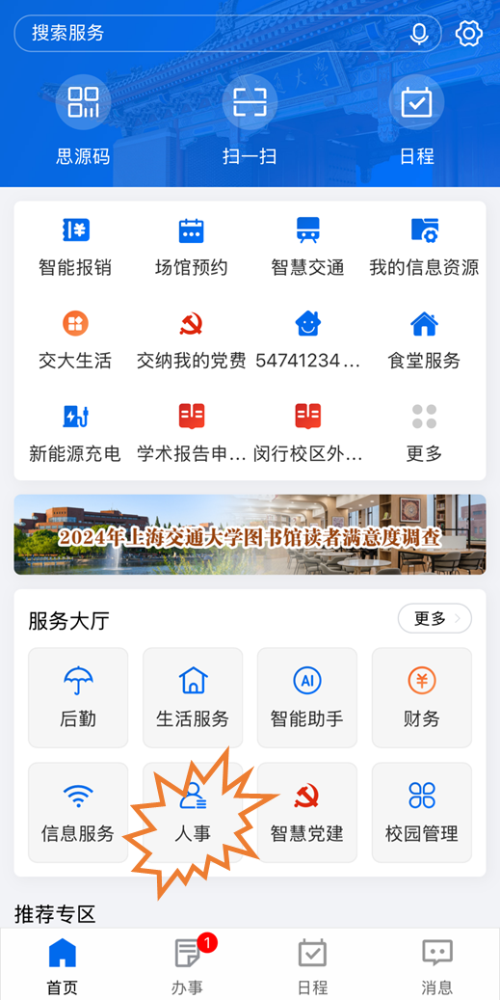 搜索服务
思源码
扫一扫
日程
智能报销
场馆预约
智慧交通
我的信息资源
交大生活
交纳我的党费
54741234...
食堂服务
新能源充电
学术报告申...
闵行校区外...
更多
2024年上海交通大学图书馆读者满意度调查
服务大厅
更多
后勤
生活服务
AI
智能助手
财务
信息服务
人事
智慧党建
校园管理
推荐专区
首页
1
办事
日程
消息